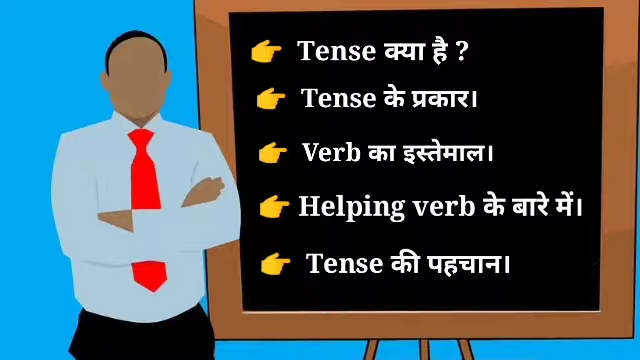 👉 Tense क्या है ?
👉 Tense के प्रकार।
👉 Verb का इस्तेमाल।
👉 Helping verb के बारे में।
👉 Tense की पहचान।